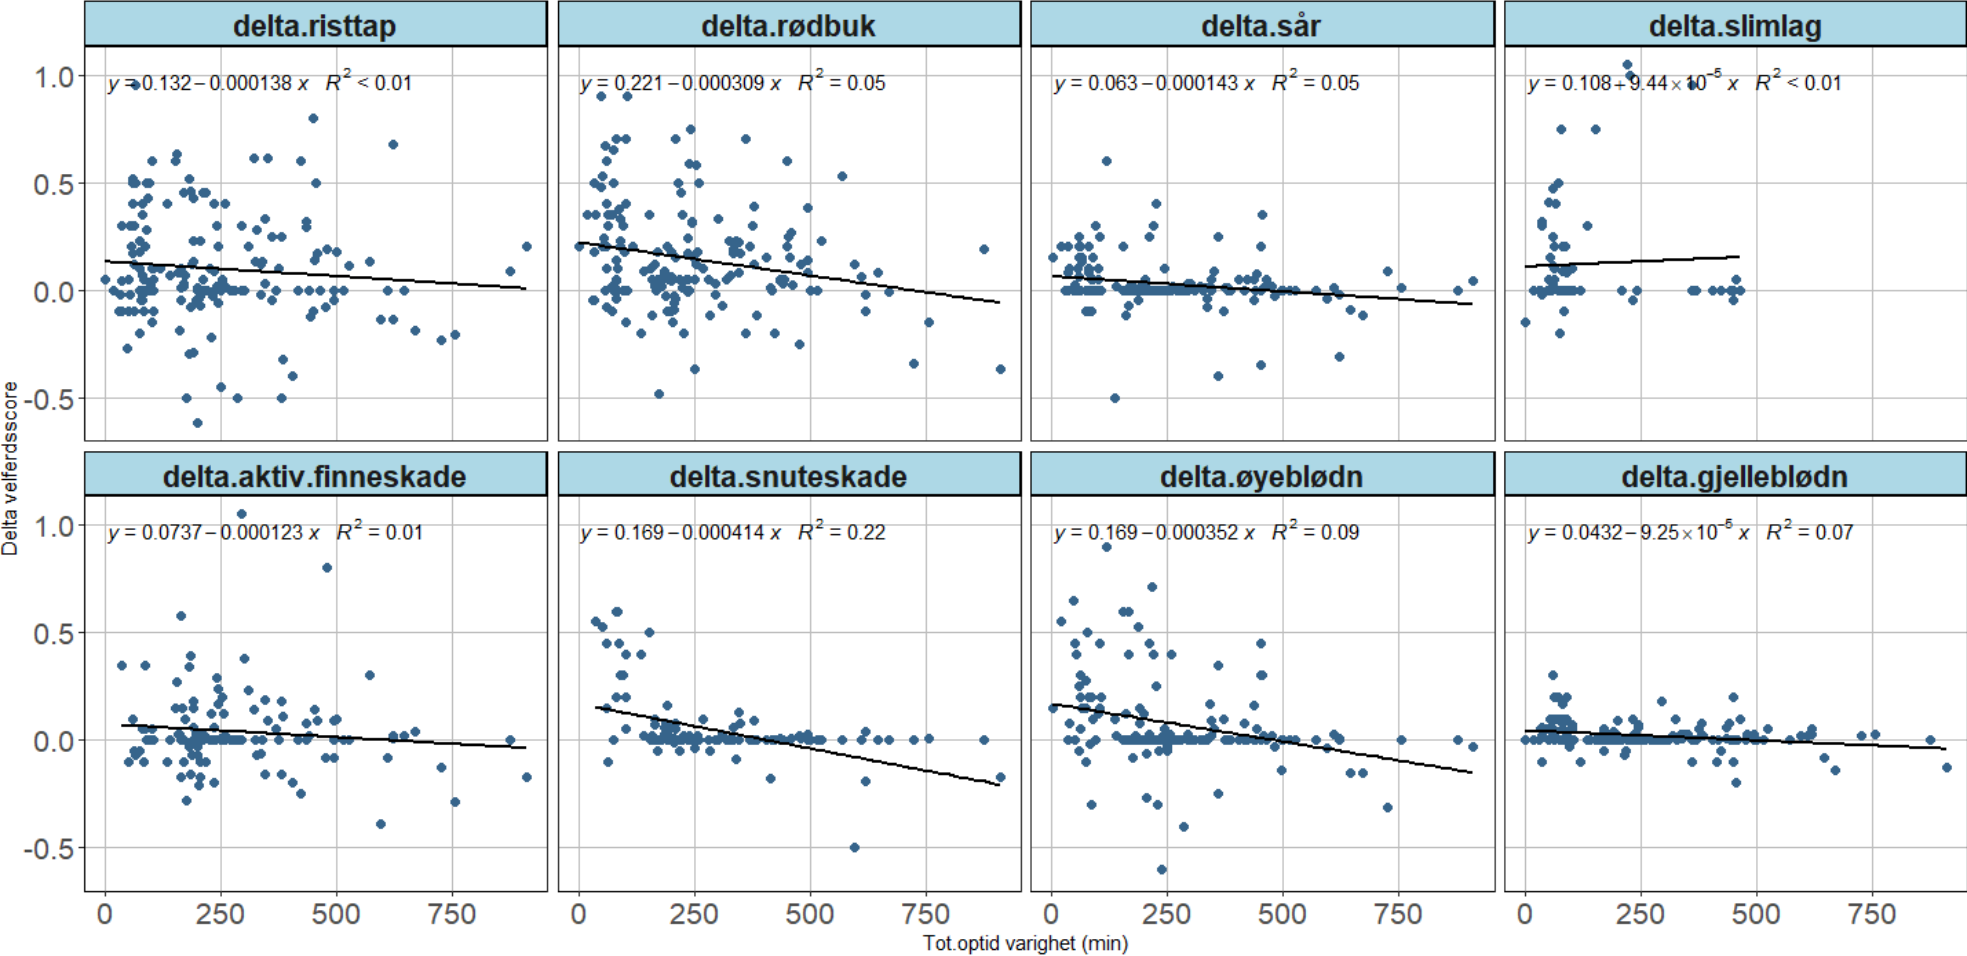 delta.risttap delta.rødbuk delta.sår delta.slimlag
y = 0.132 − 0.000138 x R² < 0.01
y = 0.221 − 0.000309 x R² = 0.05
y = 0.063 − 0.000143 x R² = 0.05
y = 0.108 + 9.44 × 10⁻⁵ x R² < 0.01
1.0
0.5
0.0
-0.5
Delta velferdsscore
delta.aktiv.finneskade delta.snuteskade delta.øyeblødn delta.gjelleblødn
y = 0.0737 − 0.000123 x R² = 0.01
y = 0.169 − 0.000414 x R² = 0.22
y = 0.169 − 0.000352 x R² = 0.09
y = 0.0432 − 9.25 × 10⁻⁵ x R² = 0.07
1.0
0.5
0.0
-0.5
0 250 500 750 0 250 500 750 0 250 500 750 0 250 500 750
Tot.optid varighet (min)